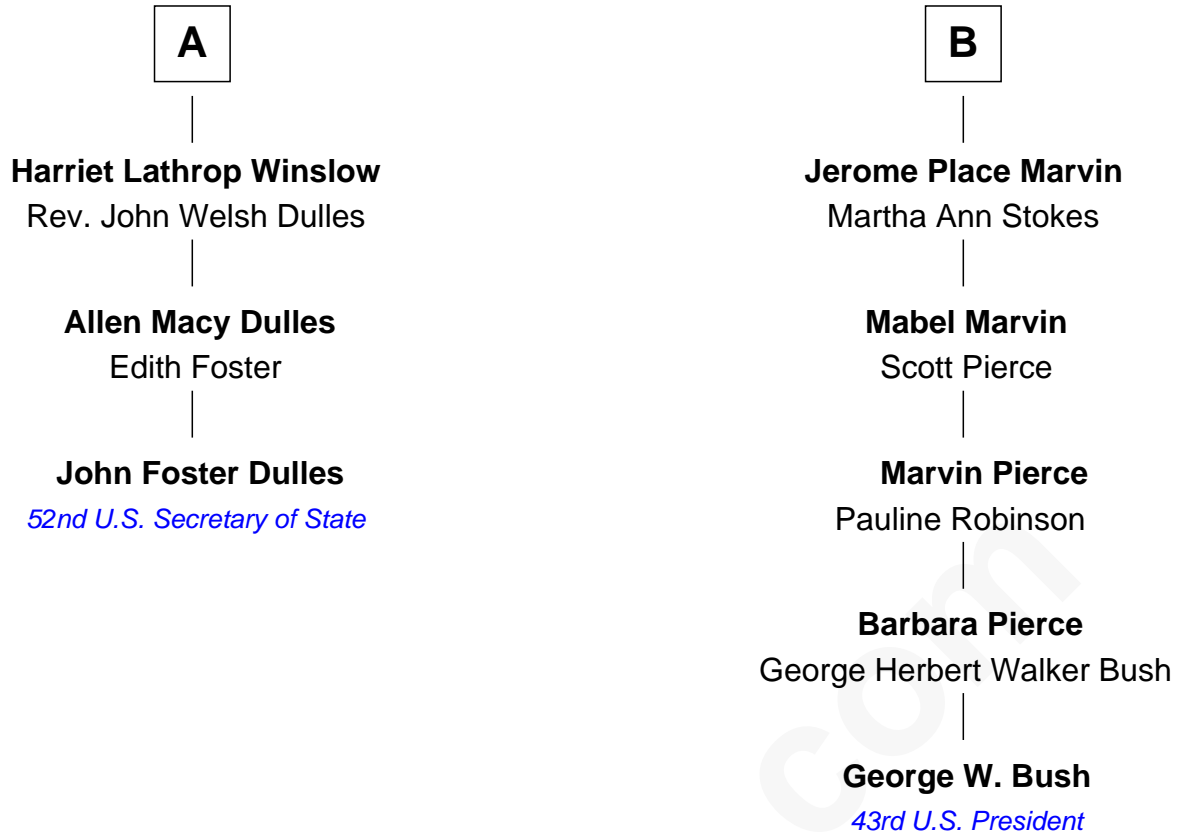 A
Harriet Lathrop Winslow
Rev. John Welsh Dulles
Allen Macy Dulles
Edith Foster
John Foster Dulles
52nd U.S. Secretary of State
B
Jerome Place Marvin
Martha Ann Stokes
Mabel Marvin
Scott Pierce
Marvin Pierce
Pauline Robinson
Barbara Pierce
George Herbert Walker Bush
George W. Bush
43rd U.S. President
com